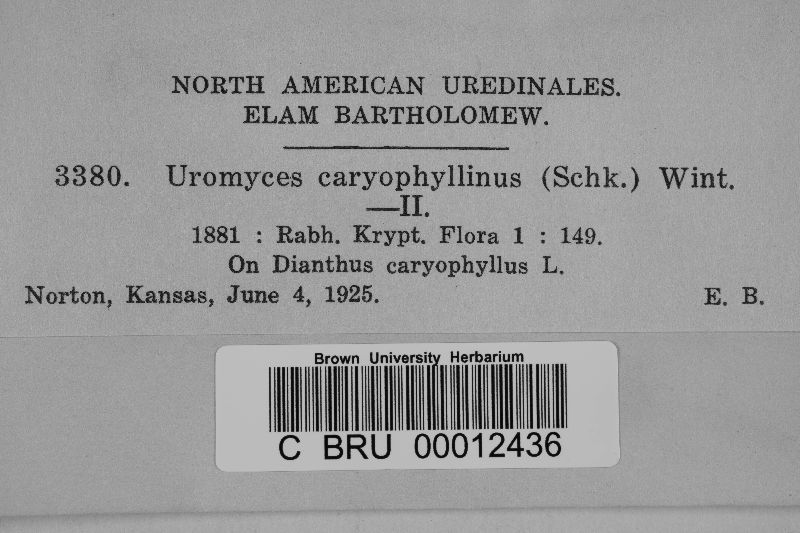 NORTH AMERICAN UREDINALES.
ELAM BARTHOLOMEW.
3380. Uromyces caryophyllinus (Schk.) Wint.
—II.
1881 : Rabh. Krypt. Flora 1 : 149.
On Dianthus caryophyllus L.
Norton, Kansas, June 4, 1925. E. B.
Brown University Herbarium
C BRU 00012436